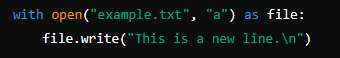 with open("example.txt", "a") as file:
    file.write("This is a new line.\n")